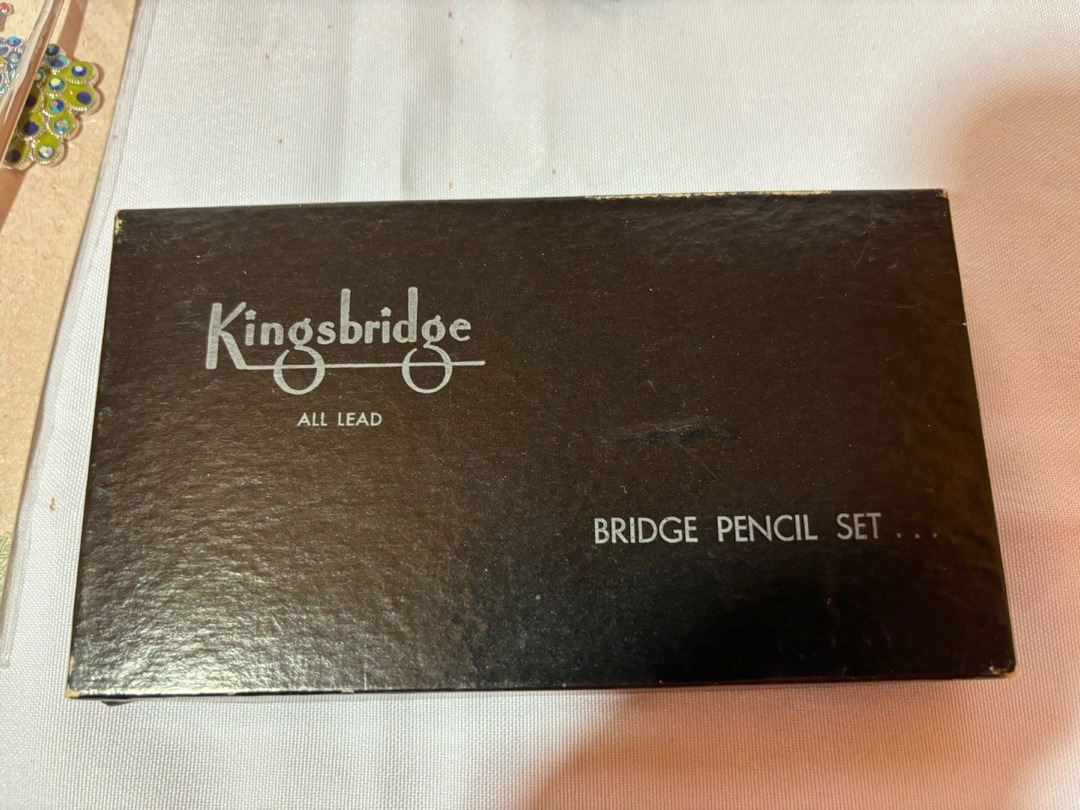 Kingsbridge
ALL LEAD
BRIDGE PENCIL SET...